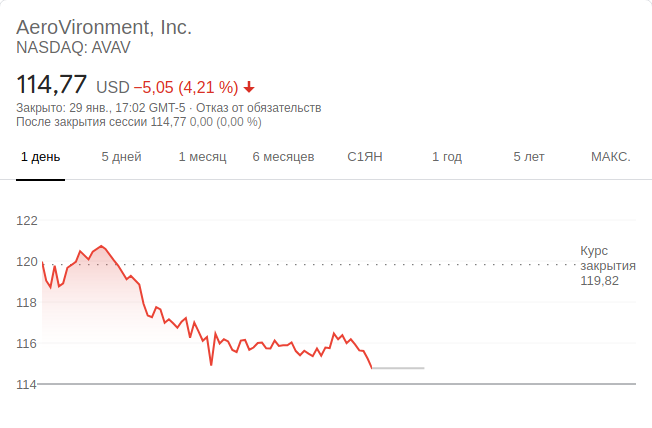 AeroVironment, Inc.
NASDAQ: AVAV
114,77 USD −5,05 (4,21 %)
Закрыто: 29 янв., 17:02 GMT-5 · Отказ от обязательств
После закрытия сессии 114,77 0,00 (0,00 %)
1 день 5 дней 1 месяц 6 месяцев С1ЯН 1 год 5 лет МАКС.
122
120
118
116
114
Курс
закрытия
119,82